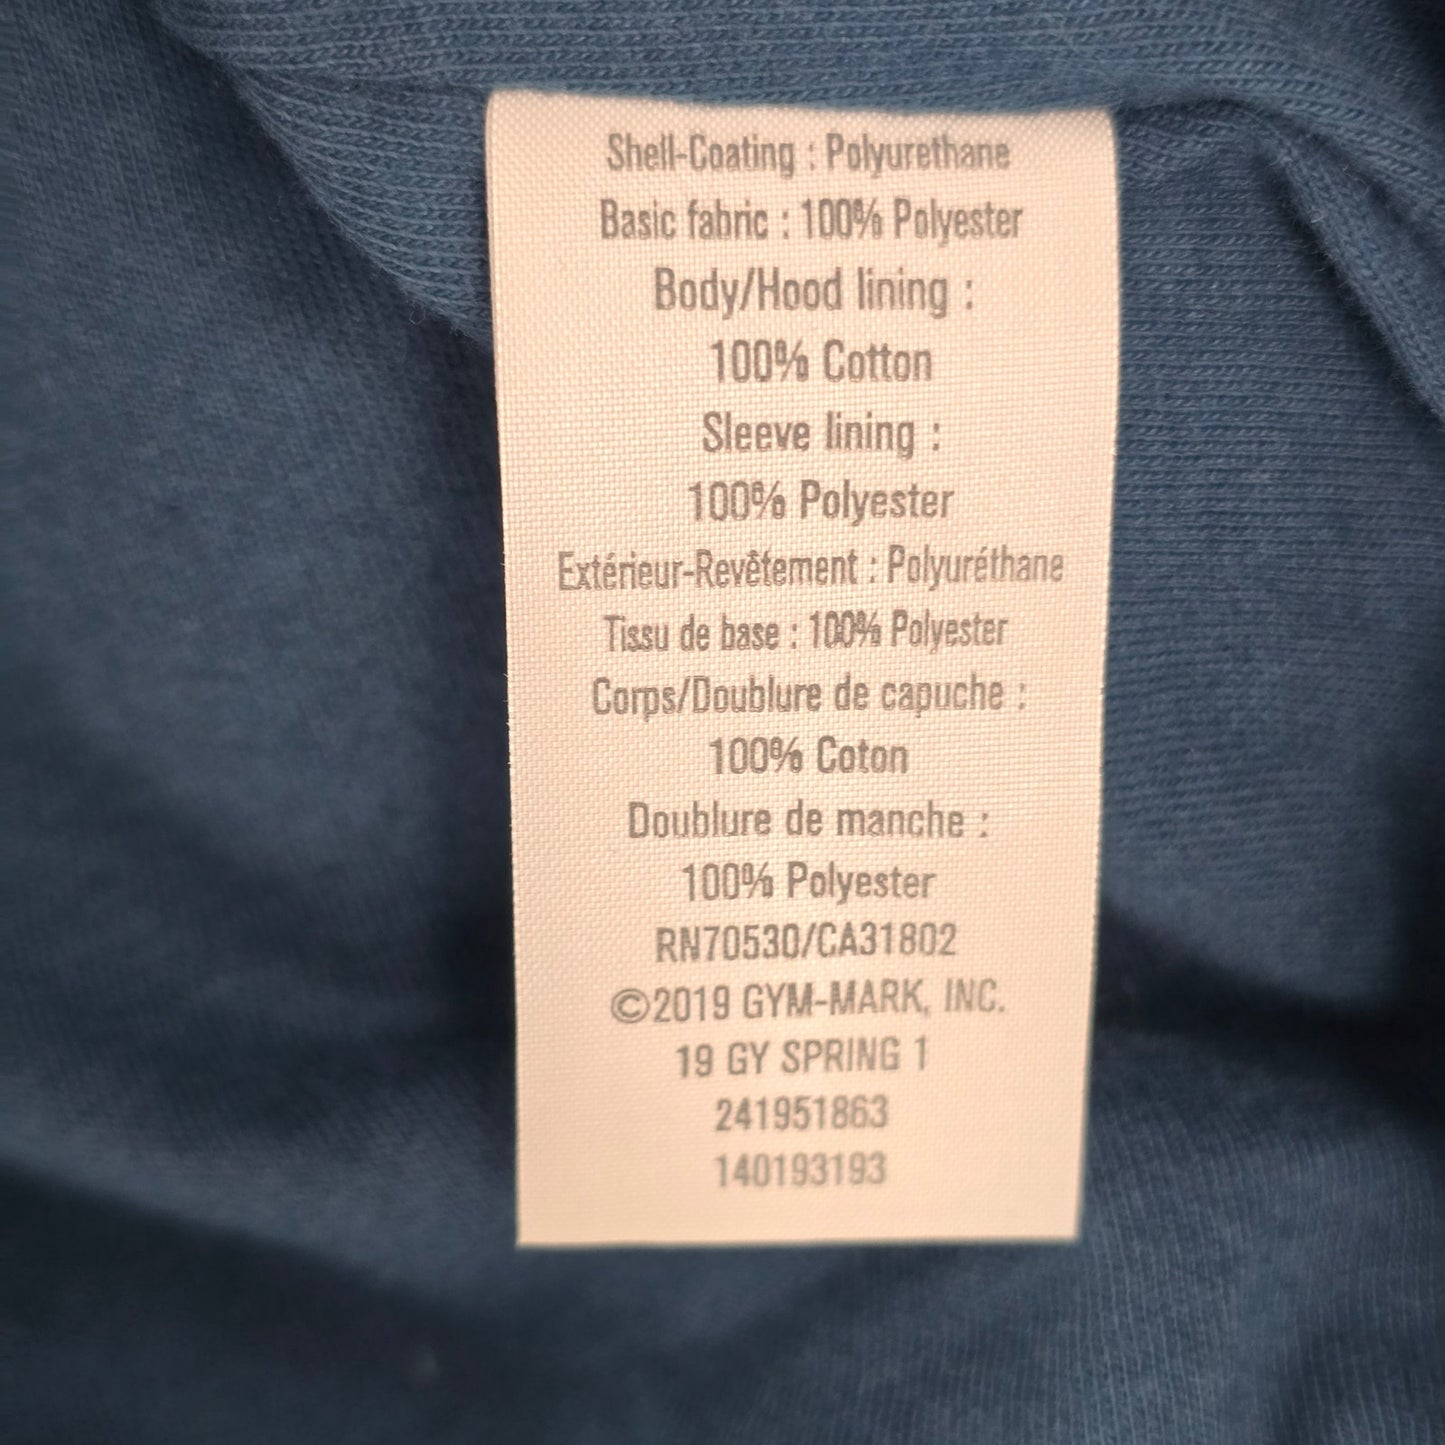 Shell-Coating : Polyurethane
Basic fabric : 100% Polyester
Body/Hood lining :
100% Cotton
Sleeve lining :
100% Polyester
Extérieur-Revêtement : Polyuréthane
Tissu de base : 100% Polyester
Corps/Doublure de capuche :
100% Coton
Doublure de manche :
100% Polyester
RN70530/CA31802
©2019 GYM-MARK, INC.
19 GY SPRING 1
241951863
140193193